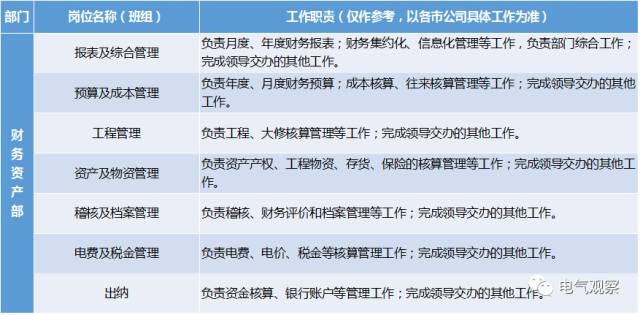 部门 岗位名称（班组） 工作职责（仅作参考，以各市公司具体工作为准）
财务资产部
报表及综合管理 负责月度、年度财务报表；财务集约化、信息化管理等工作，负责部门综合工作；
完成领导交办的其他工作。
预算及成本管理 负责年度、月度财务预算；成本核算、往来核算管理等工作；完成领导交办的其他
工作。
工程管理 负责工程、大修核算管理等工作；完成领导交办的其他工作。
资产及物资管理 负责资产产权、工程物资、存货、保险的核算管理等工作；完成领导交办的其他工作
。
稽核及档案管理 负责稽核、财务评价和档案管理等工作；完成领导交办的其他工作。
电费及税金管理 负责电费、电价、税金等核算管理工作；完成领导交办的其他工作。
出纳 负责资金核算、银行账户等管理工作；完成领导交办的其他工作。
电气观察